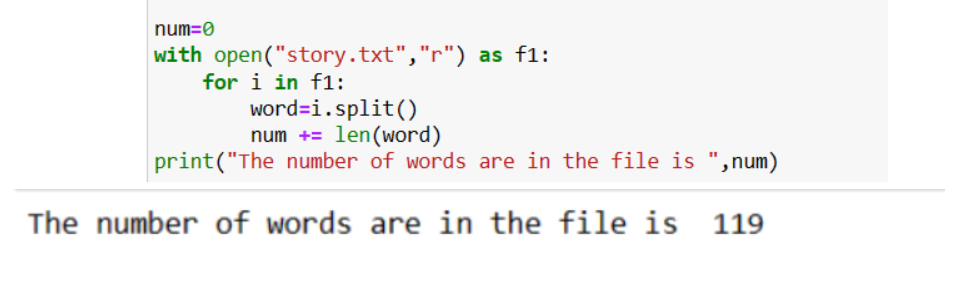 num=0
with open("story.txt","r") as f1:
    for i in f1:
        word=i.split()
        num += len(word)
print("The number of words are in the file is ",num)
The number of words are in the file is  119